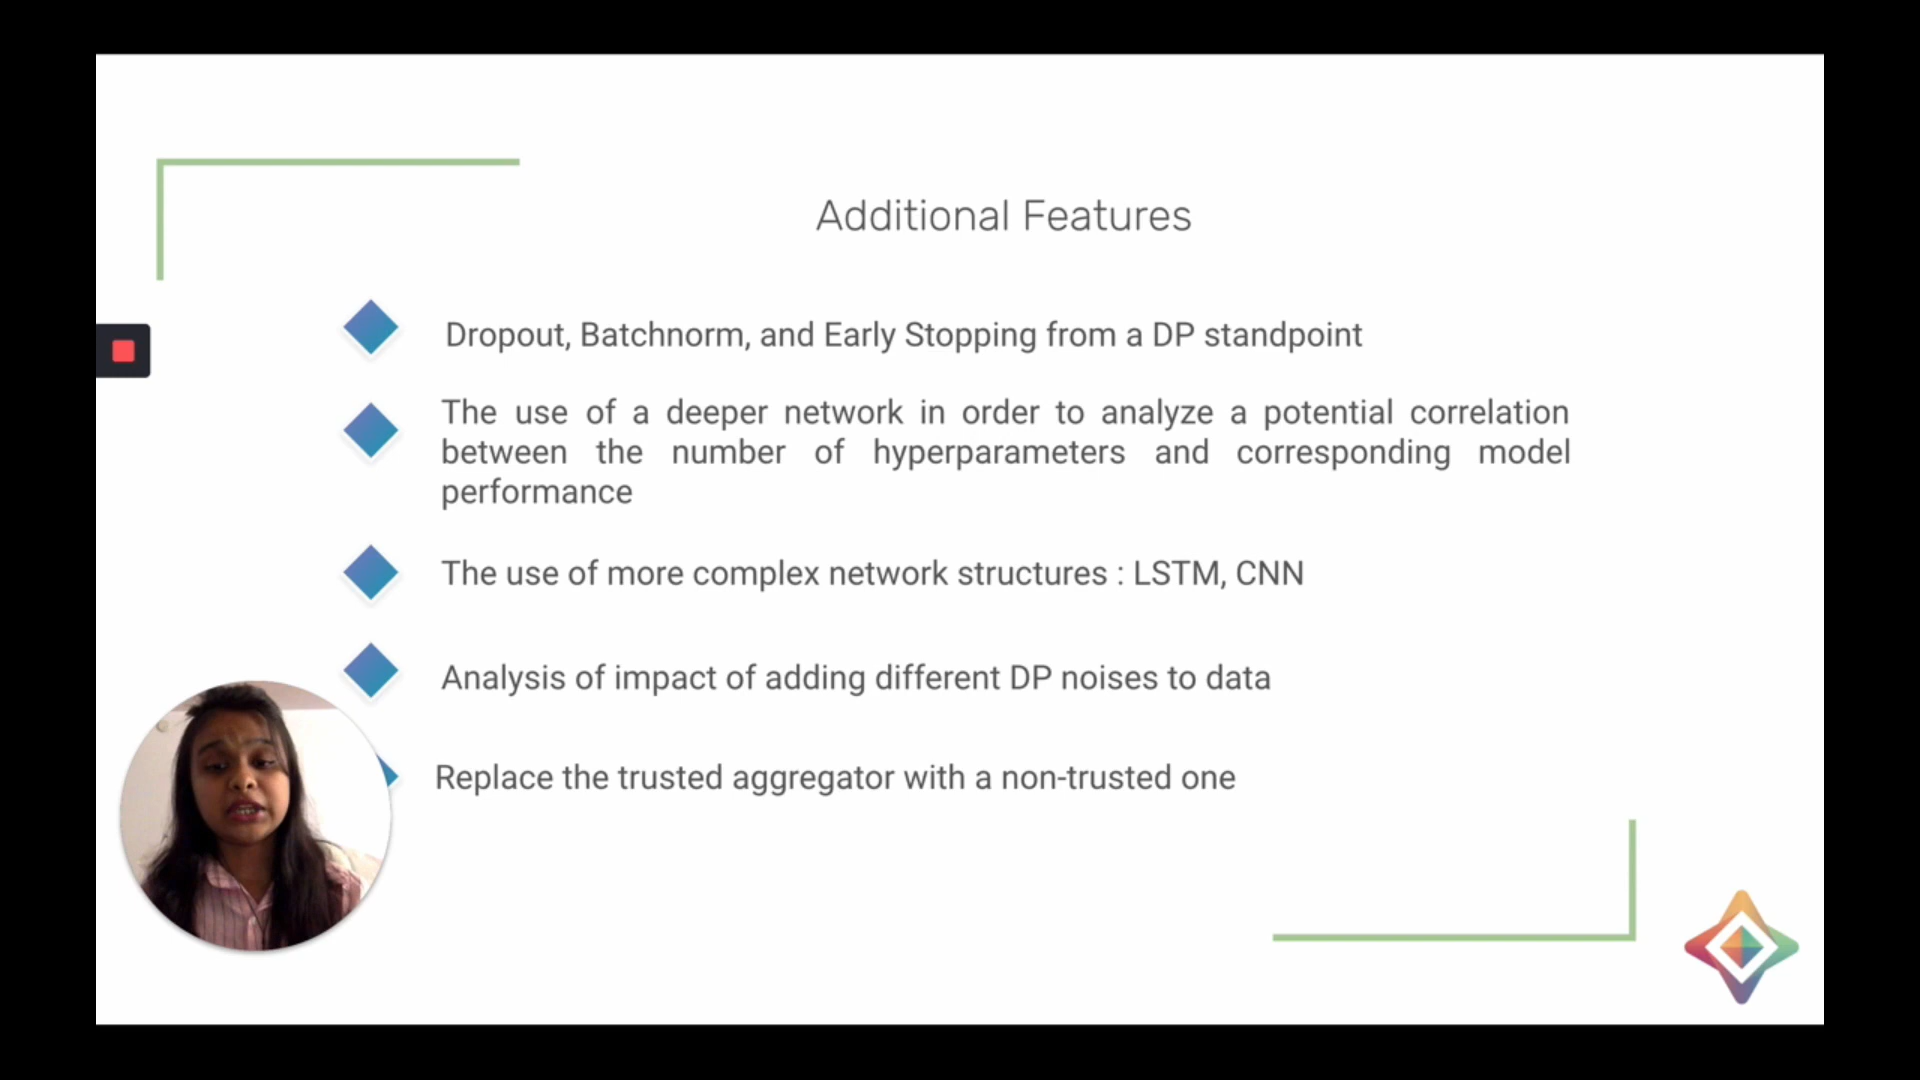 Additional Features
Dropout, Batchnorm, and Early Stopping from a DP standpoint
The use of a deeper network in order to analyze a potential correlation
between the number of hyperparameters and corresponding model
performance
The use of more complex network structures : LSTM, CNN
Analysis of impact of adding different DP noises to data
Replace the trusted aggregator with a non-trusted one